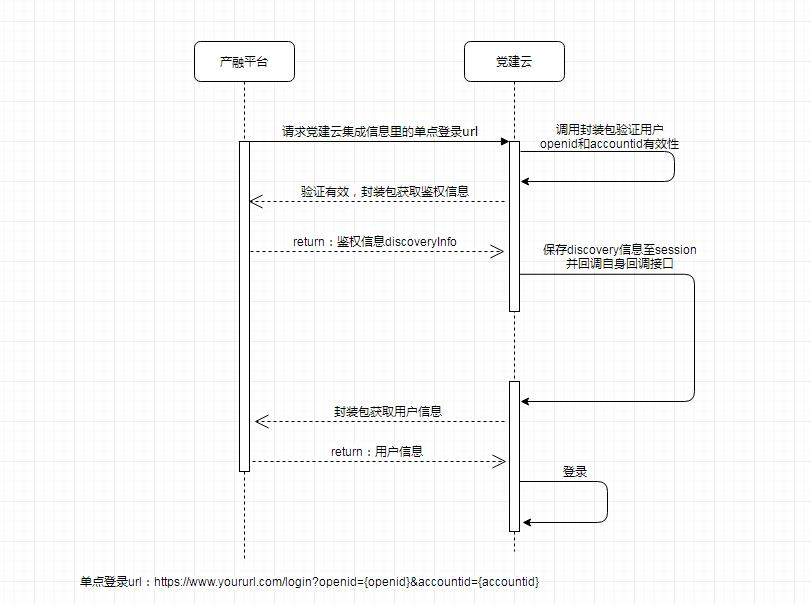 产融平台
党建云
请求党建云集成信息里的单点登录url
调用封装包验证用户
openid和accountid有效性
验证有效，封装包获取鉴权信息
return：鉴权信息discoveryInfo
保存discovery信息至session
并回调自身回调接口
封装包获取用户信息
return：用户信息
登录
单点登录url：https://www.yoururl.com/login?openid={openid}&accountid={accountid}